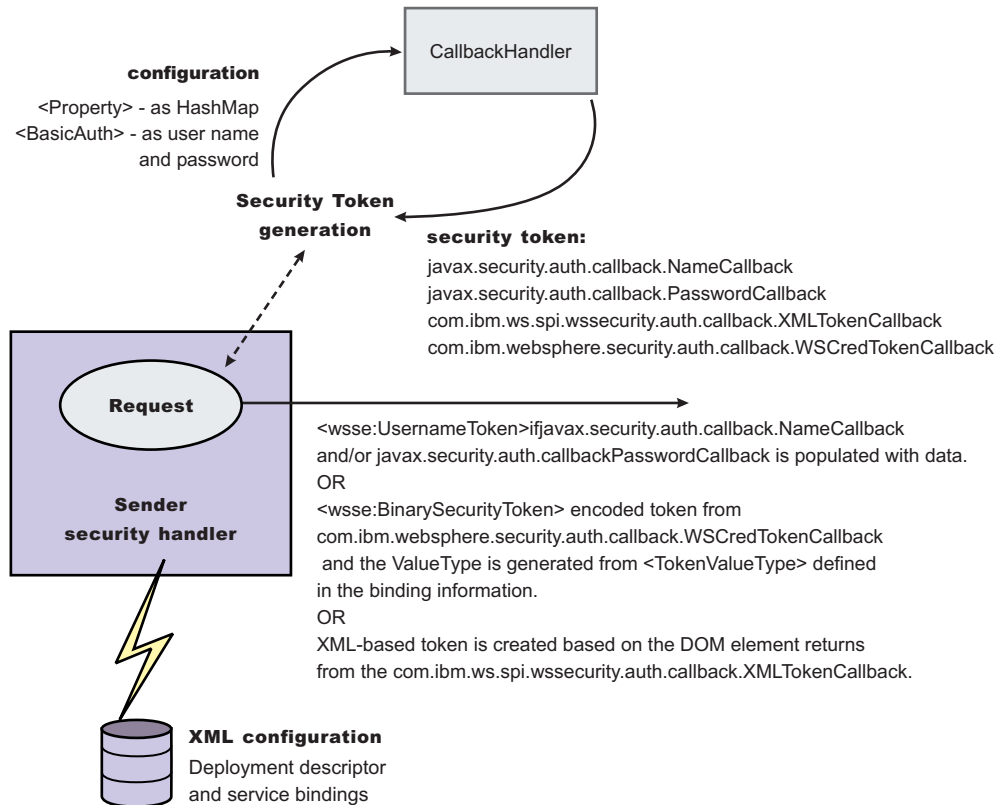 CallbackHandler
configuration
<Property> - as HashMap
<BasicAuth> - as user name
and password
Security Token
generation
security token:
javax.security.auth.callback.NameCallback
javax.security.auth.callback.PasswordCallback
com.ibm.ws.spi.wssecurity.auth.callback.XMLTokenCallback
com.ibm.websphere.security.auth.callback.WSCredTokenCallback
Request
Sender
security handler
<wsse:UsernameToken>ifjavax.security.auth.callback.NameCallback
and/or javax.security.auth.callbackPasswordCallback is populated with data.
OR
<wsse:BinarySecurityToken> encoded token from
com.ibm.websphere.security.auth.callback.WSCredTokenCallback
and the ValueType is generated from <TokenValueType> defined
in the binding information.
OR
XML-based token is created based on the DOM element returns
from the com.ibm.ws.spi.wssecurity.auth.callback.XMLTokenCallback.
XML configuration
Deployment descriptor
and service bindings